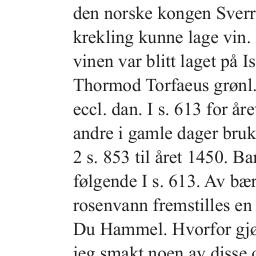 den norske kongen Sverr
krekling kunne lage vin.
vinen var blitt laget på Is
Thormod Torfaeus grønl.
eccl. dan. I s. 613 for åre
andre i gamle dager bruk
2 s. 853 til året 1450. Bar
følgende I s. 613. Av bær
rosenvann fremstilles en
Du Hammel. Hvorfor gjø
jeg smakt noen av disse